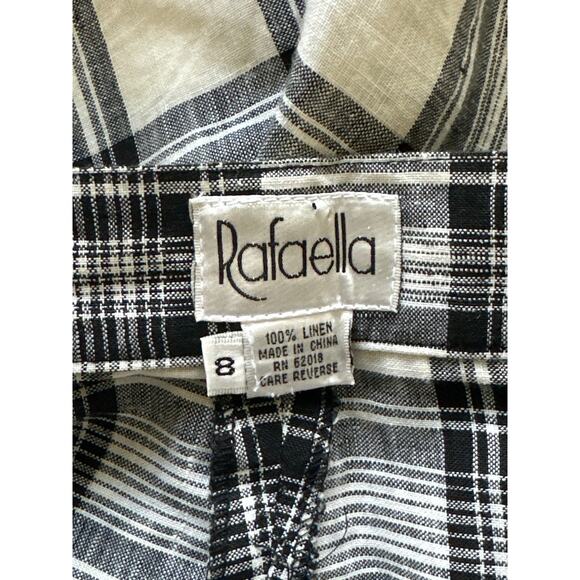 Rafaella
8
100% LINEN
MADE IN CHINA
RN 62018
CARE REVERSE